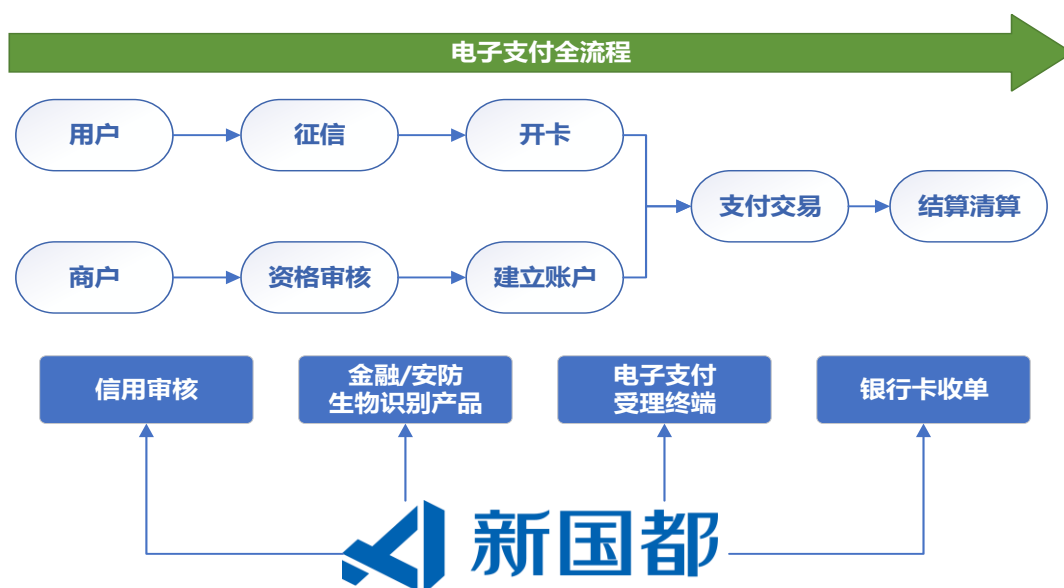 电子支付全流程
用户
征信
开卡
支付交易
结算清算
商户
资格审核
建立账户
信用审核
金融/安防
生物识别产品
电子支付
受理终端
银行卡收单
新国都